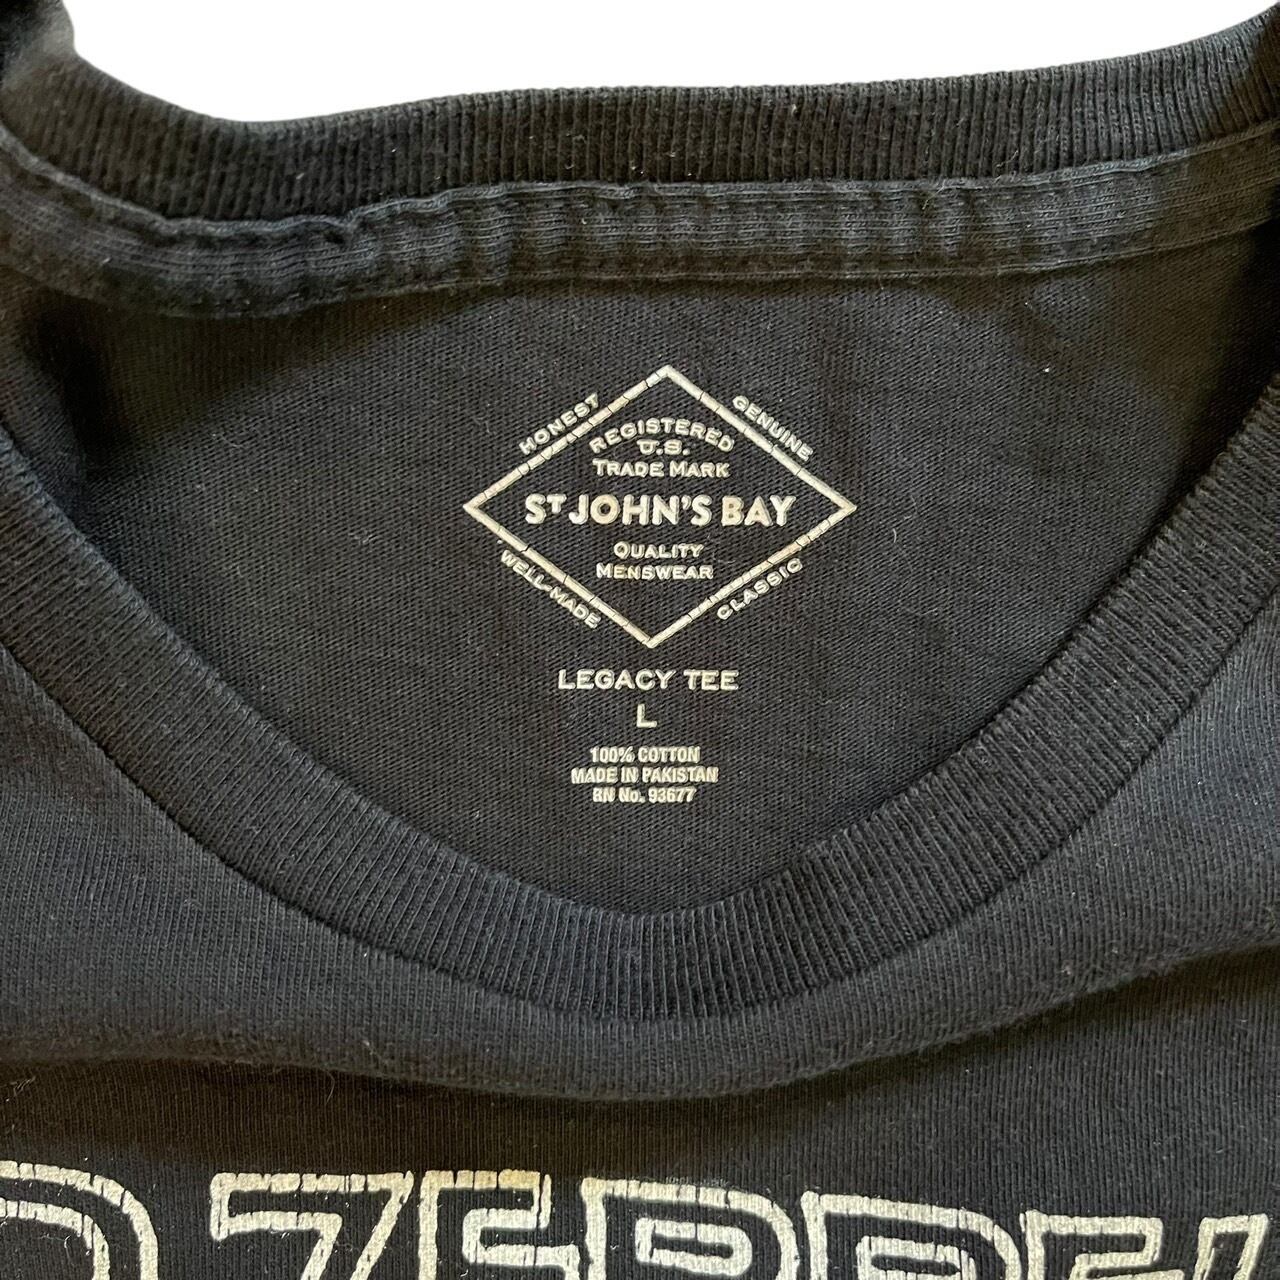 HONEST
GENUINE
REGISTERED
U.S.
TRADE MARK
ST JOHN'S BAY
QUALITY
MENSWEAR
WELL-MADE
CLASSIC
LEGACY TEE
L
100% COTTON
MADE IN PAKISTAN
RN No. 93677